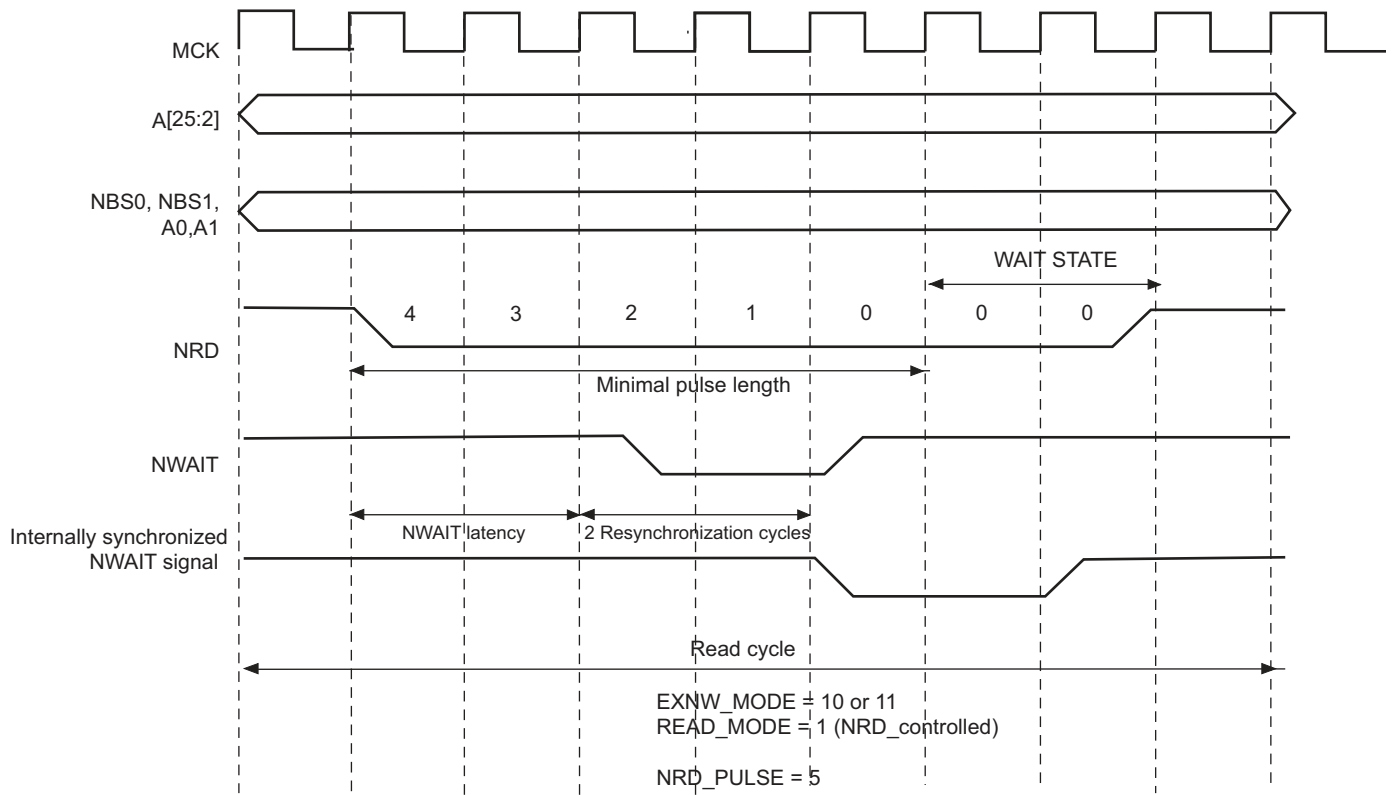 MCK
A[25:2]
NBS0, NBS1,
A0,A1
WAIT STATE
4 3 2 1 0 0 0
NRD
Minimal pulse length
NWAIT
NWAIT latency
2 Resynchronization cycles
Internally synchronized
NWAIT signal
Read cycle
EXNW_MODE = 10 or 11
READ_MODE = 1 (NRD_controlled)
NRD_PULSE = 5